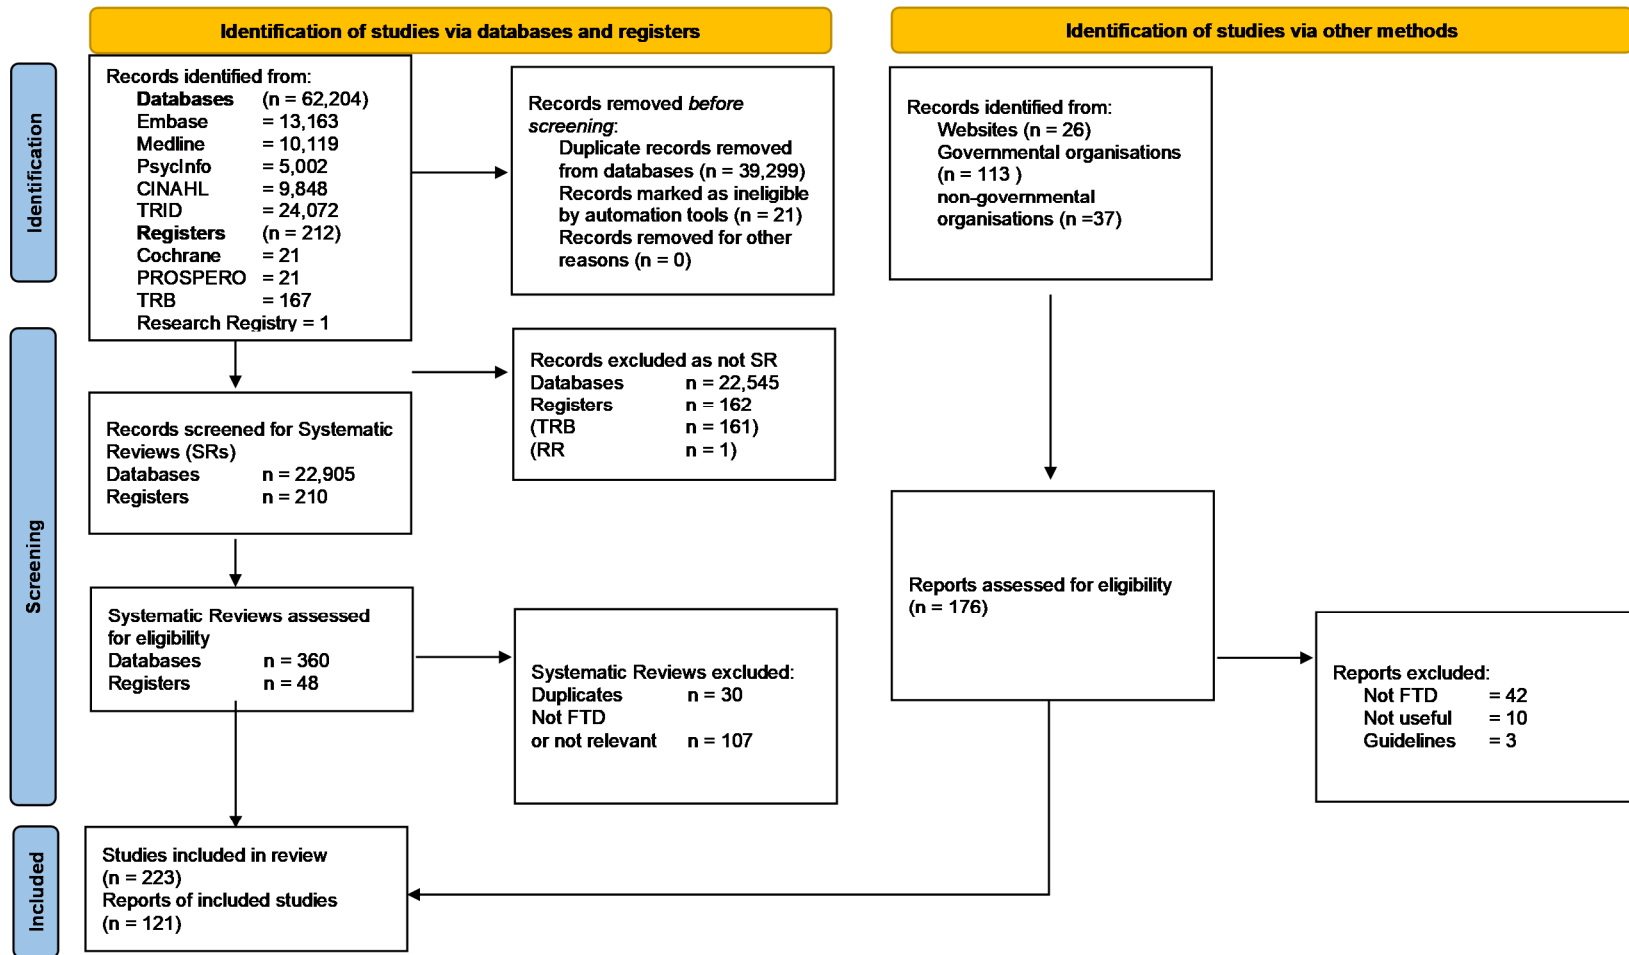 Identification of studies via databases and registers
Identification of studies via other methods
Identification
Records identified from:
Databases (n = 62,204)
Embase = 13,163
Medline = 10,119
PsycInfo = 5,002
CINAHL = 9,848
TRID = 24,072
Registers (n = 212)
Cochrane = 21
PROSPERO = 21
TRB = 167
Research Registry = 1
Records removed before
screening:
Duplicate records removed
from databases (n = 39,299)
Records marked as ineligible
by automation tools (n = 21)
Records removed for other
reasons (n = 0)
Records identified from:
Websites (n = 26)
Governmental organisations
(n = 113 )
non-governmental
organisations (n =37)
Screening
Records screened for Systematic
Reviews (SRs)
Databases n = 22,905
Registers n = 210
Records excluded as not SR
Databases n = 22,545
Registers n = 162
(TRB n = 161)
(RR n = 1)
Systematic Reviews assessed
for eligibility
Databases n = 360
Registers n = 48
Systematic Reviews excluded:
Duplicates n = 30
Not FTD
or not relevant n = 107
Reports assessed for eligibility
(n = 176)
Reports excluded:
Not FTD = 42
Not useful = 10
Guidelines = 3
Included
Studies included in review
(n = 223)
Reports of included studies
(n = 121)